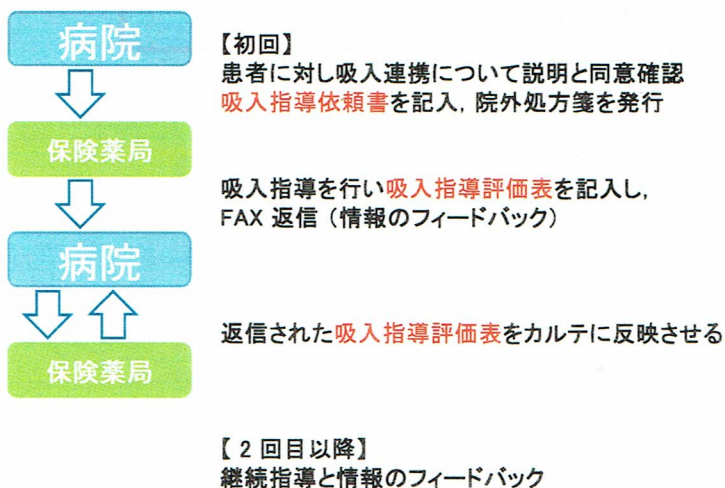 病院
【初回】
患者に対し吸入連携について説明と同意確認
吸入指導依頼書を記入, 院外処方箋を発行
保険薬局
吸入指導を行い吸入指導評価表を記入し,
FAX 返信（情報のフィードバック）
病院
返信された吸入指導評価表をカルテに反映させる
保険薬局
【 2 回目以降】
継続指導と情報のフィードバック